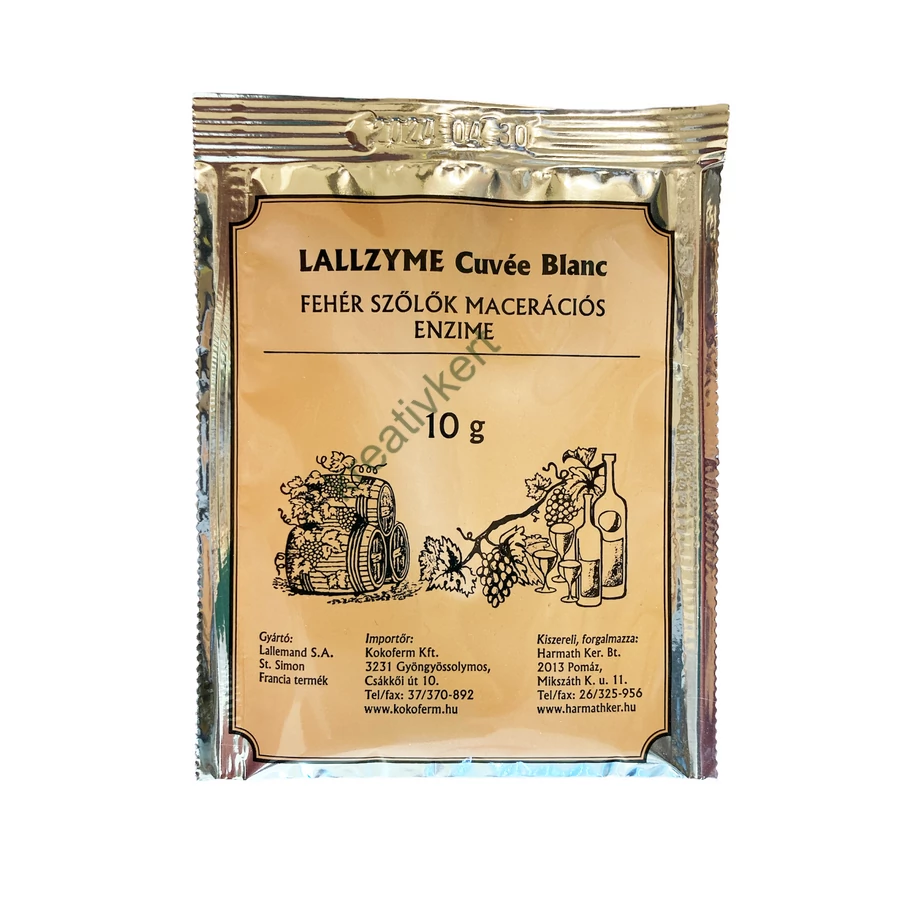 2024 04 30
LALLZYME Cuvée Blanc
FEHÉR SZŐLŐK MACERÁCIÓS
ENZIME
kreativkert
10 g
Gyártó:
Lallemand S.A.
St. Simon
Francia termék
Importőr:
Kokoferm Kft.
3231 Gyöngyössolymos,
Csákkői út 10.
Tel/fax: 37/370-892
www.kokoferm.hu
Kiszereli, forgalmazza:
Harmath Ker. Bt.
2013 Pomáz,
Mikszáth K. u. 11.
Tel/fax: 26/325-956
www.harmathker.hu